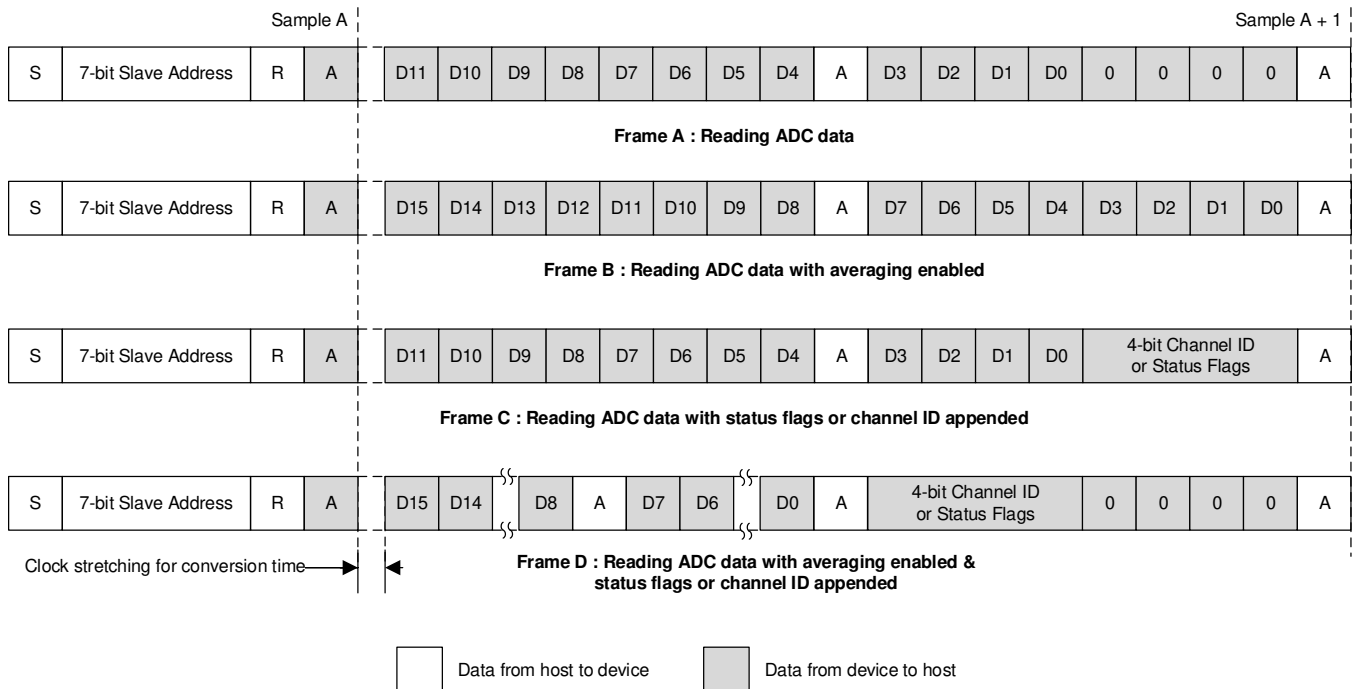 Sample A Sample A + 1
S 7-bit Slave Address R A D11 D10 D9 D8 D7 D6 D5 D4 A D3 D2 D1 D0 0 0 0 0 A
Frame A : Reading ADC data
S 7-bit Slave Address R A D15 D14 D13 D12 D11 D10 D9 D8 A D7 D6 D5 D4 D3 D2 D1 D0 A
Frame B : Reading ADC data with averaging enabled
S 7-bit Slave Address R A D11 D10 D9 D8 D7 D6 D5 D4 A D3 D2 D1 D0 4-bit Channel ID
or Status Flags A
Frame C : Reading ADC data with status flags or channel ID appended
S 7-bit Slave Address R A D15 D14 D8 A D7 D6 D0 A 4-bit Channel ID
or Status Flags 0 0 0 0 A
Clock stretching for conversion time
Frame D : Reading ADC data with averaging enabled &
status flags or channel ID appended
Data from host to device
Data from device to host